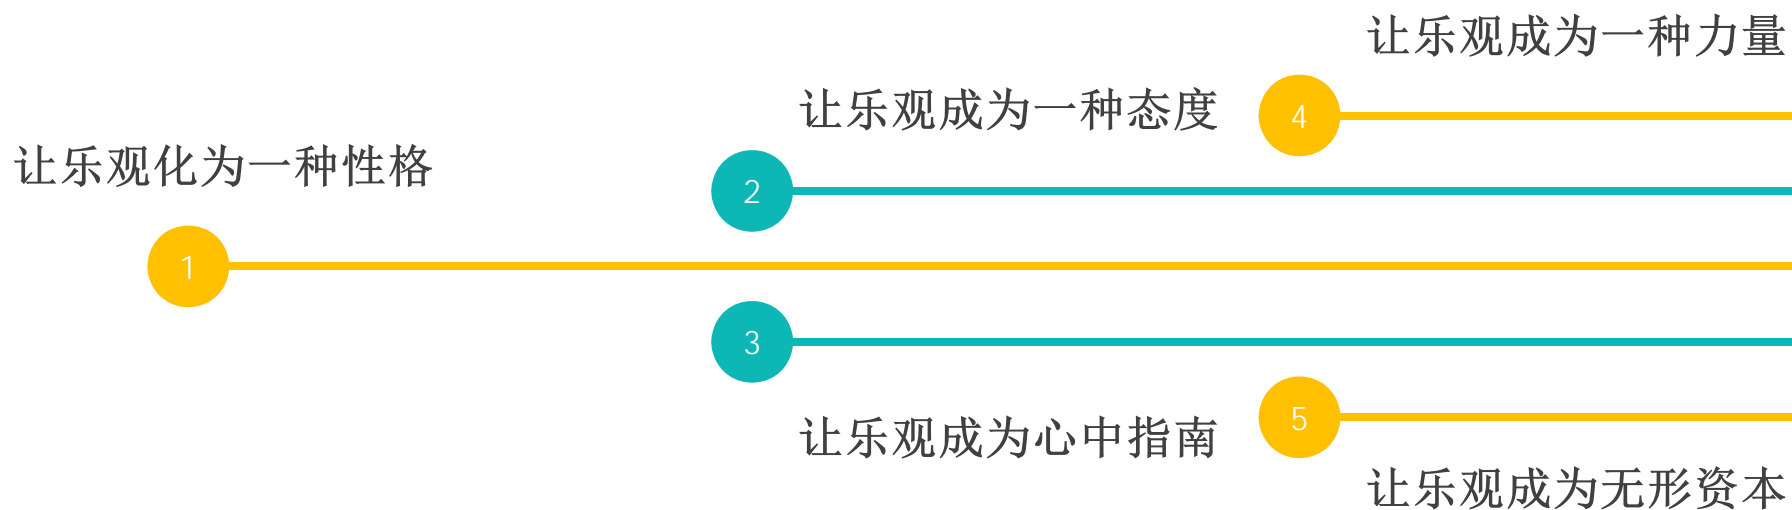 让乐观化为一种性格
1
让乐观成为一种态度
2
3
让乐观成为心中指南
让乐观成为一种力量
4
5
让乐观成为无形资本